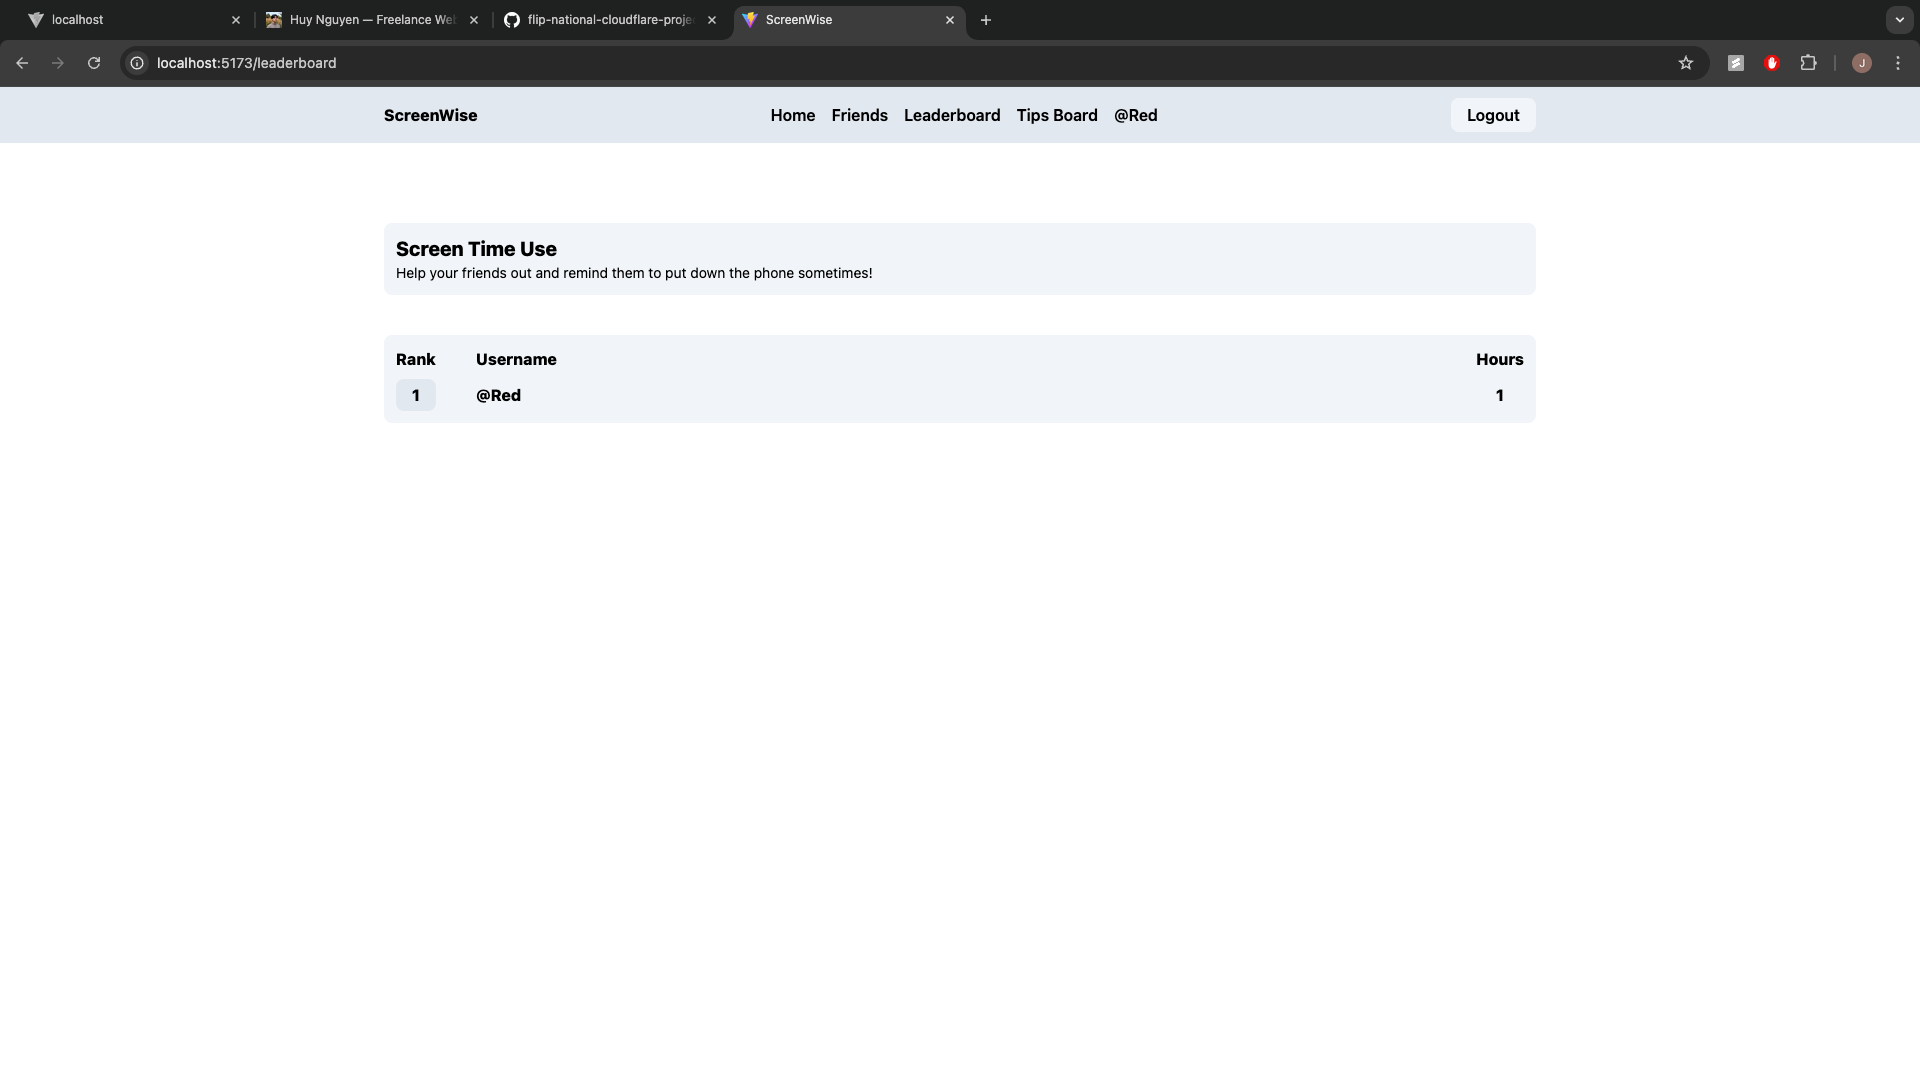 localhost
Huy Nguyen — Freelance Web
flip-national-cloudflare-proje
ScreenWise
localhost:5173/leaderboard
J
ScreenWise
Home Friends Leaderboard Tips Board @Red
Logout
Screen Time Use
Help your friends out and remind them to put down the phone sometimes!
Rank Username Hours
1 @Red 1